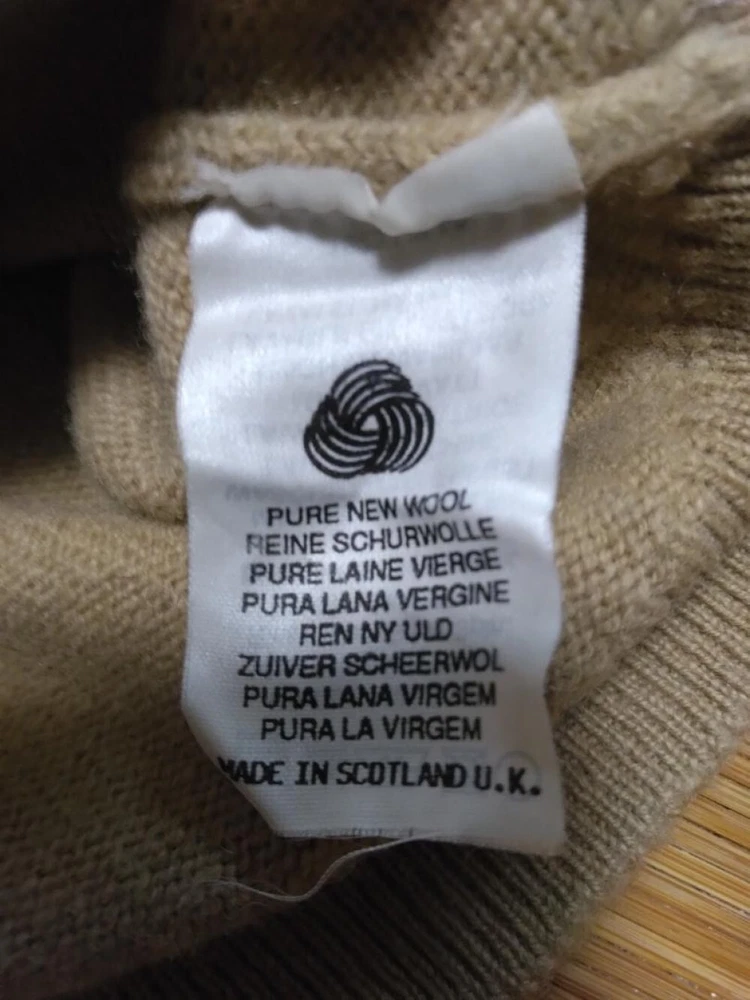 PURE NEW WOOL
REINE SCHURWOLLE
PURE LAINE VIERGE
PURA LANA VERGINE
REN NY ULD
ZUIVER SCHEERWOL
PURA LANA VIRGEM
PURA LA VIRGEM
MADE IN SCOTLAND U.K.